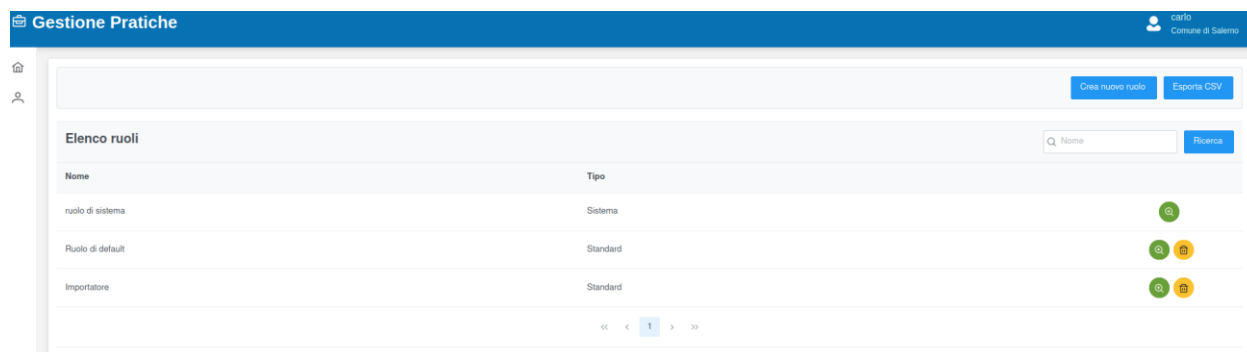 Gestione Pratiche
carlo
Comune di Salerno
Crea nuovo ruolo Esporta CSV
Elenco ruoli
Nome Ricerca
Nome Tipo
ruolo di sistema Sistema
Ruolo di default Standard
Importatore Standard
<< < 1 > >>